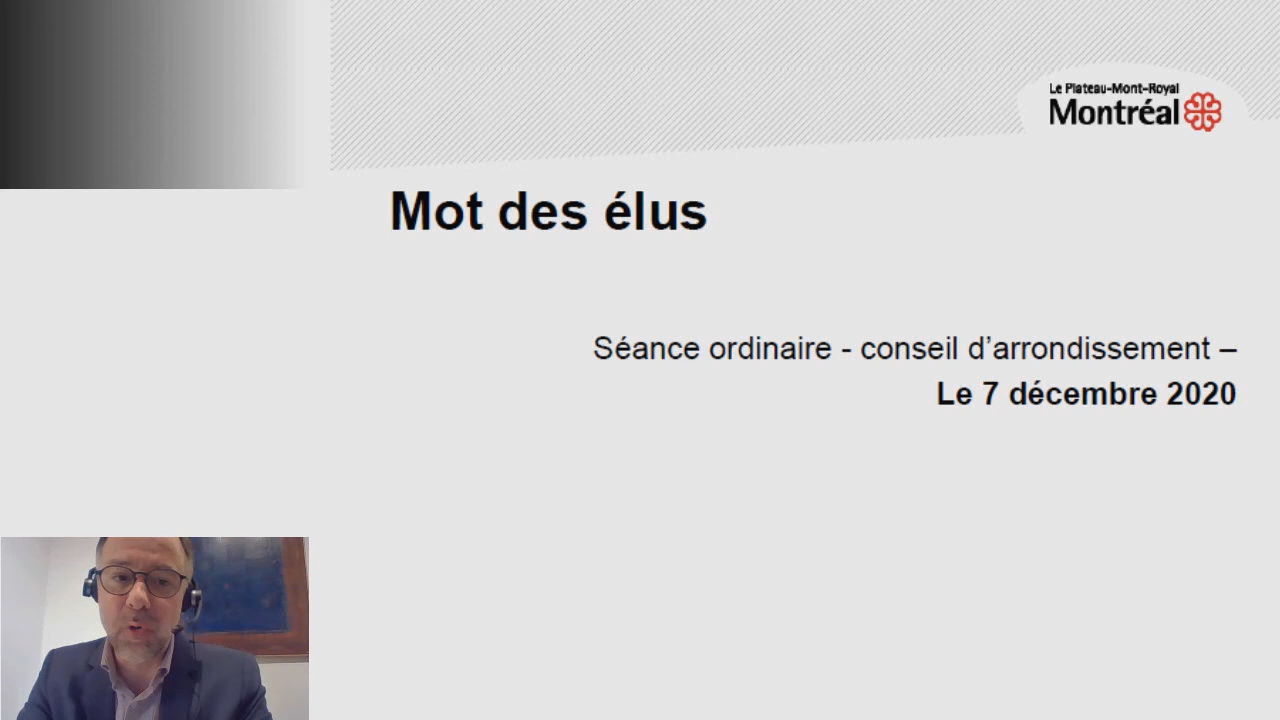 Le Plateau-Mont-Royal
Montréal
Mot des élus
Séance ordinaire - conseil d’arrondissement –
Le 7 décembre 2020